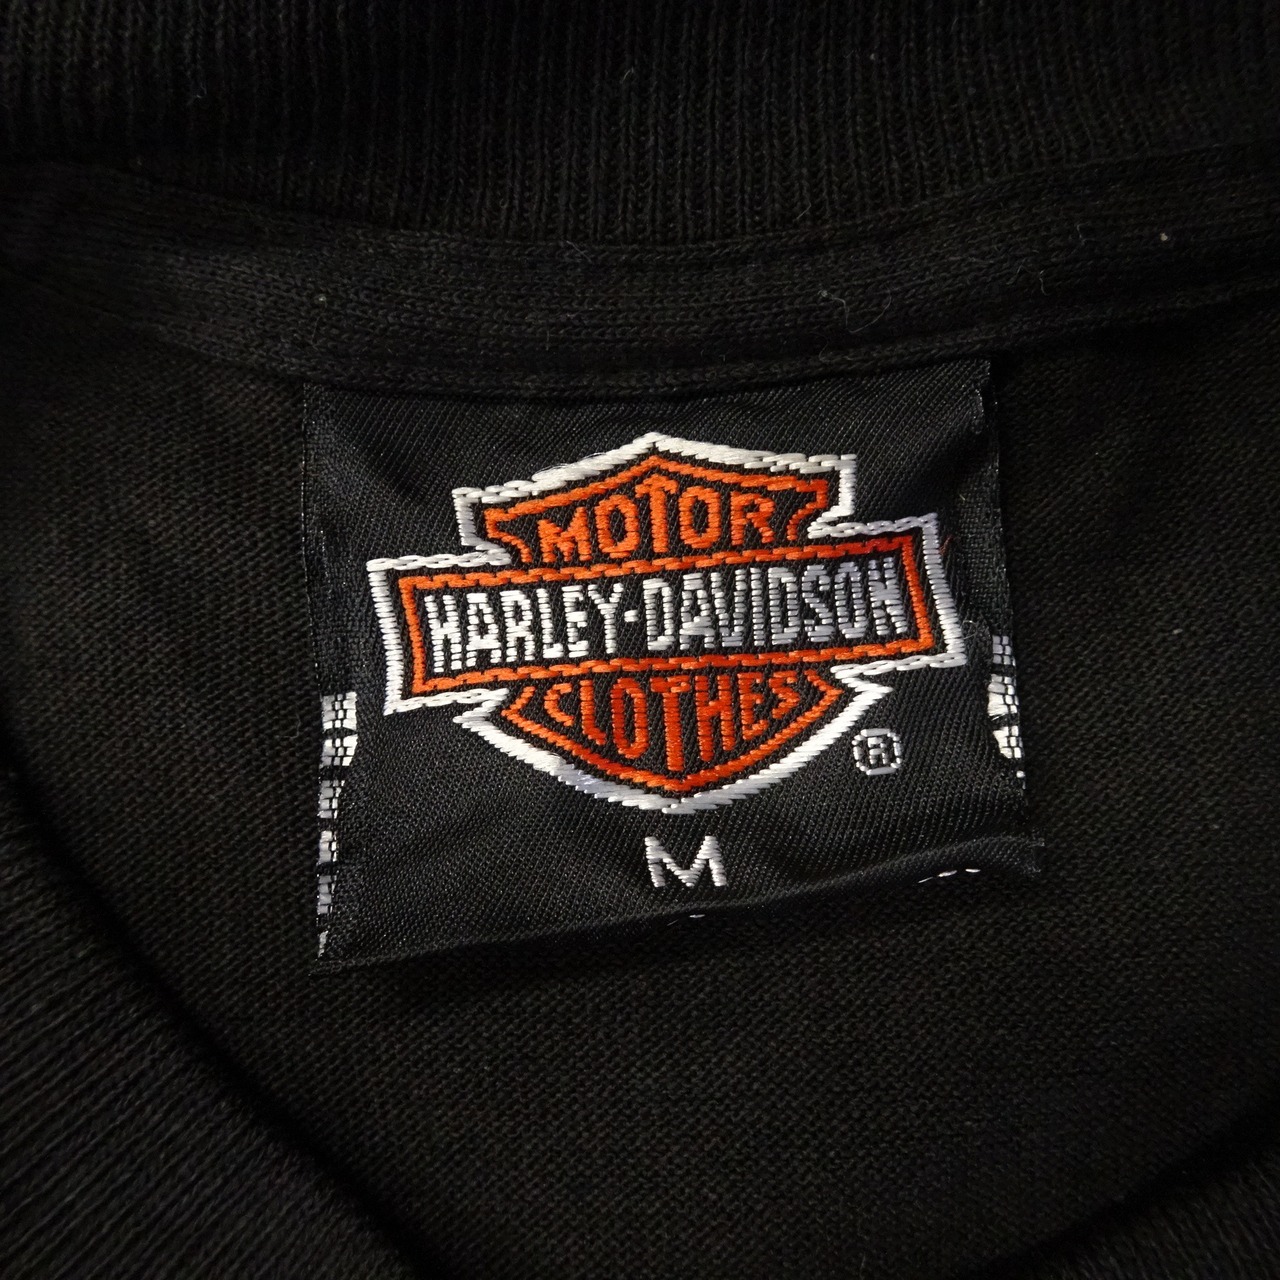 MOTOR
HARLEY-DAVIDSON
CLOTHES
®
M